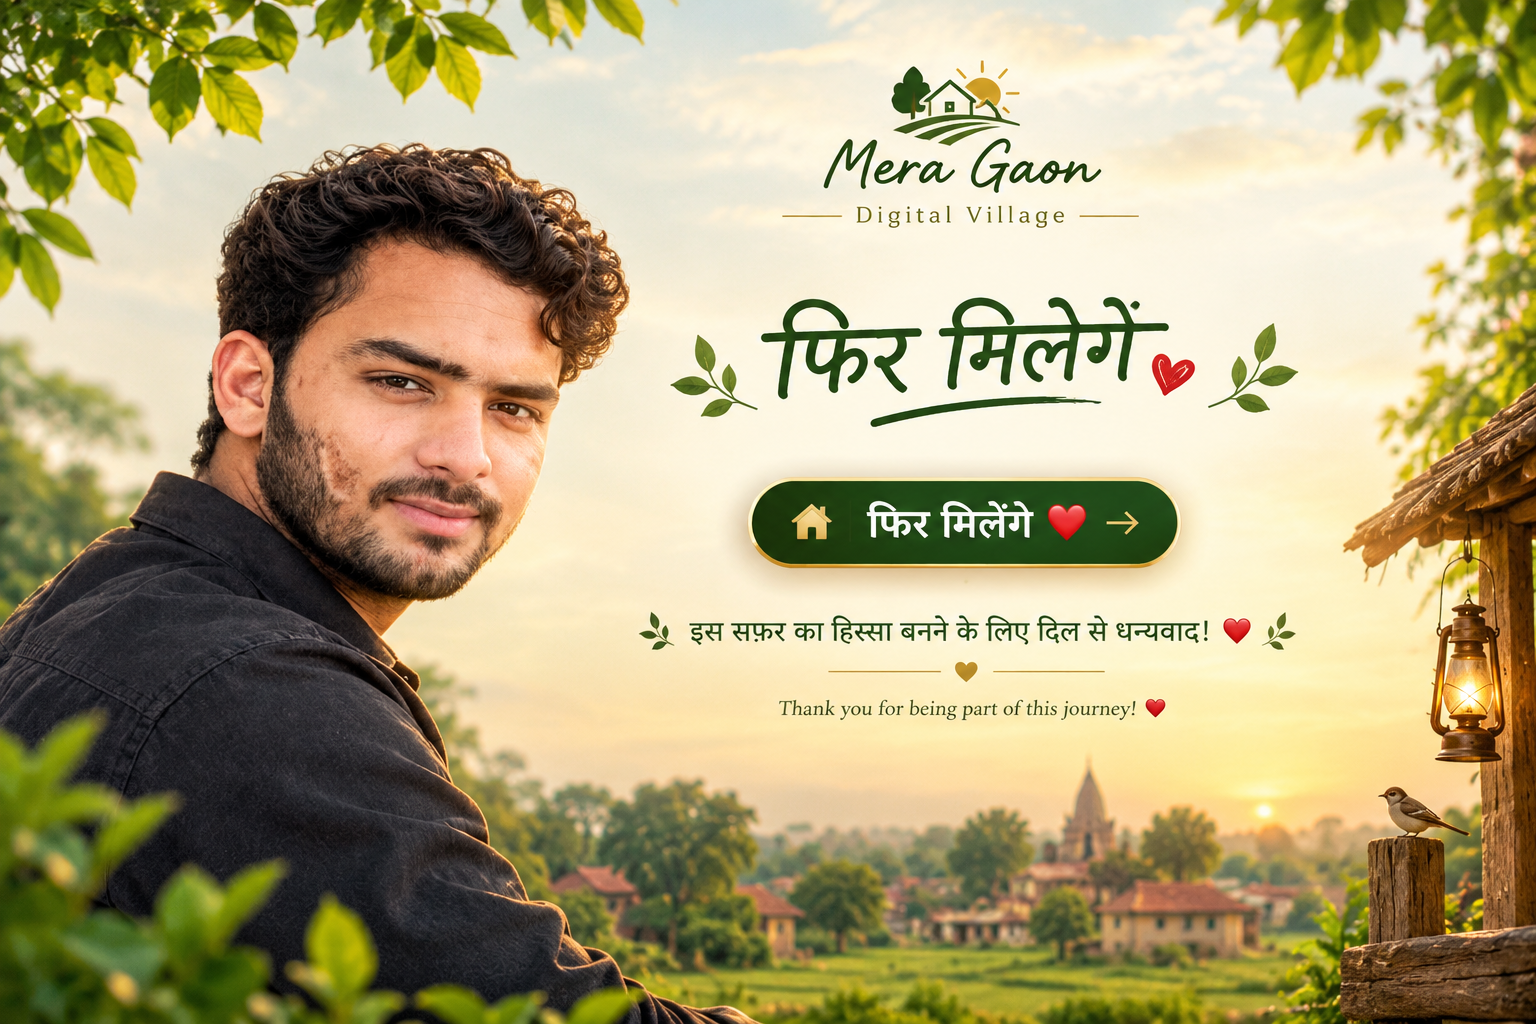 Mera Gaon
Digital Village
फिर मिलेगें
फिर मिलेंगे ❤️ →
इस सफ़र का हिस्सा बनने के लिए दिल से धन्यवाद! ❤️
Thank you for being part of this journey! ❤️